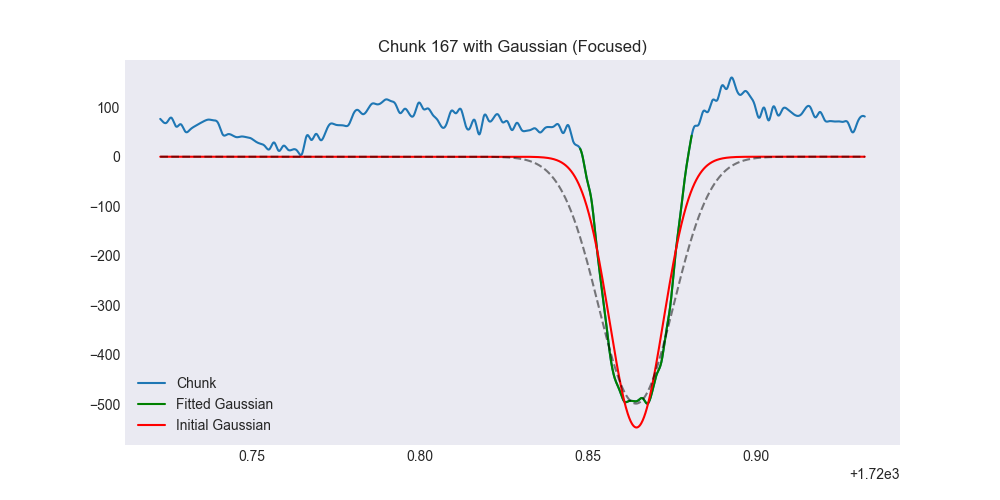 Chunk 167 with Gaussian (Focused)
100
0
−100
−200
−300
−400
−500
Chunk
Fitted Gaussian
Initial Gaussian
0.75 0.80 0.85 0.90
+1.72e3